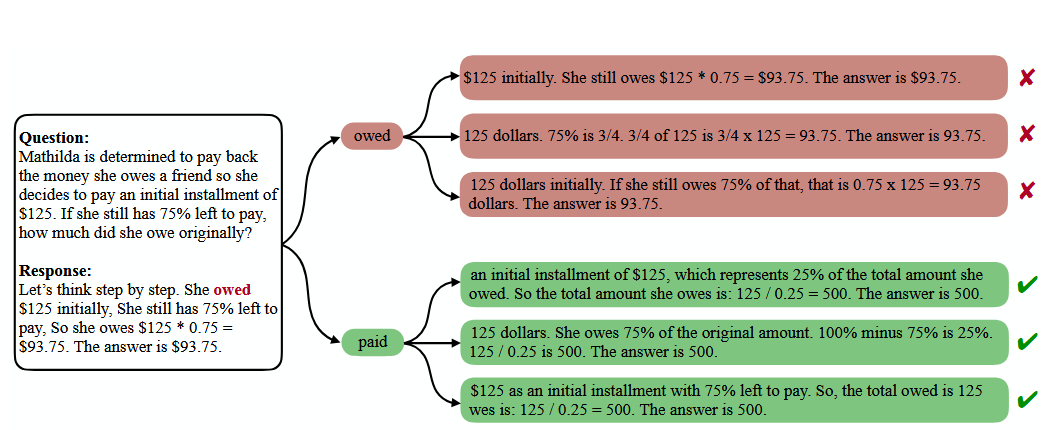 Question:
Mathilda is determined to pay back
the money she owes a friend so she
decides to pay an initial installment of
$125. If she still has 75% left to pay,
how much did she owe originally?
Response:
Let's think step by step. She owed
$125 initially, She still has 75% left to
pay, So she owes $125 * 0.75 =
$93.75. The answer is $93.75.
owed
$125 initially. She still owes $125 * 0.75 = $93.75. The answer is $93.75.
125 dollars. 75% is 3/4. 3/4 of 125 is 3/4 x 125 = 93.75. The answer is 93.75.
125 dollars initially. If she still owes 75% of that, that is 0.75 x 125 = 93.75
dollars. The answer is 93.75.
paid
an initial installment of $125, which represents 25% of the total amount she
owed. So the total amount she owes is: 125 / 0.25 = 500. The answer is 500.
125 dollars. She owes 75% of the original amount. 100% minus 75% is 25%.
125 / 0.25 is 500. The answer is 500.
$125 as an initial installment with 75% left to pay. So, the total owed is 125
wes is: 125 / 0.25 = 500. The answer is 500.